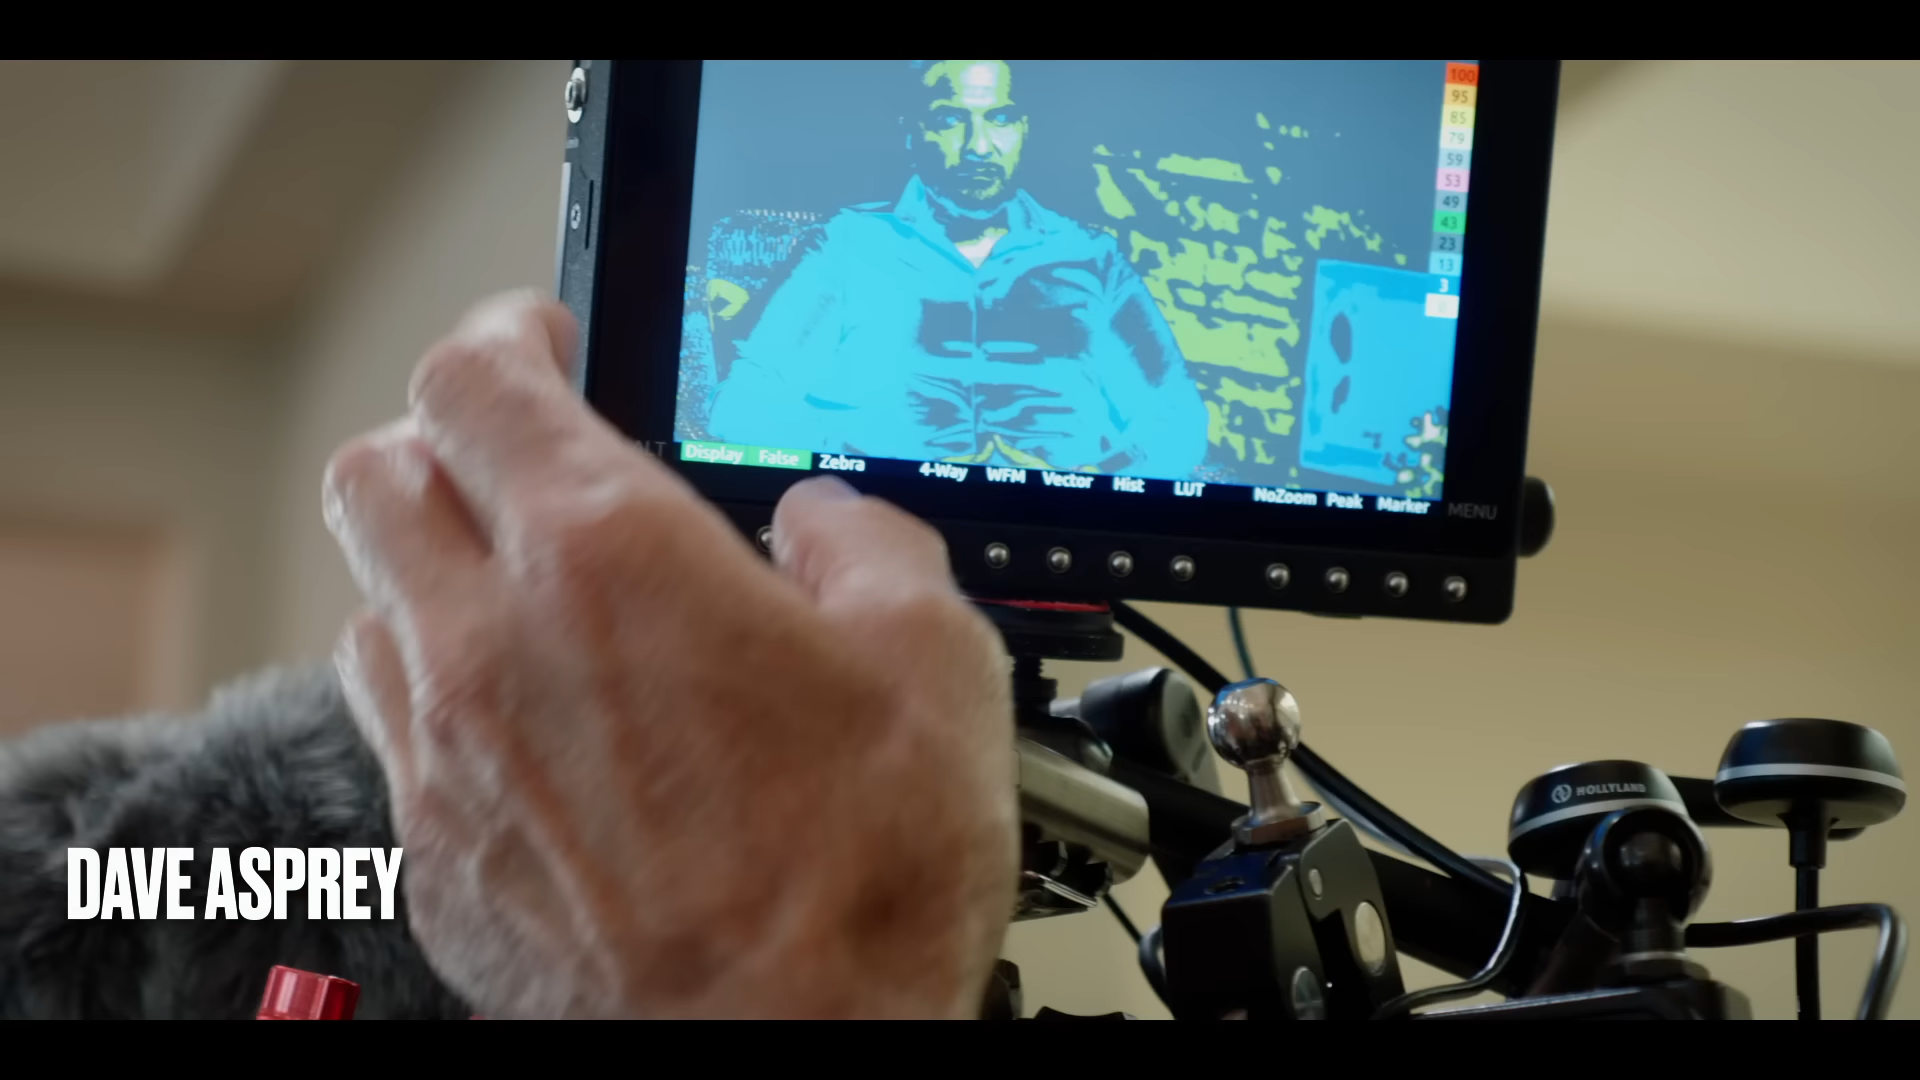 100
95
85
79
59
53
49
43
23
13
3
Display False Zebra 4-Way WFM Vector Hist LUT NoZoom Peak Marker
MENU
HOLLYLAND
DAVE ASPREY